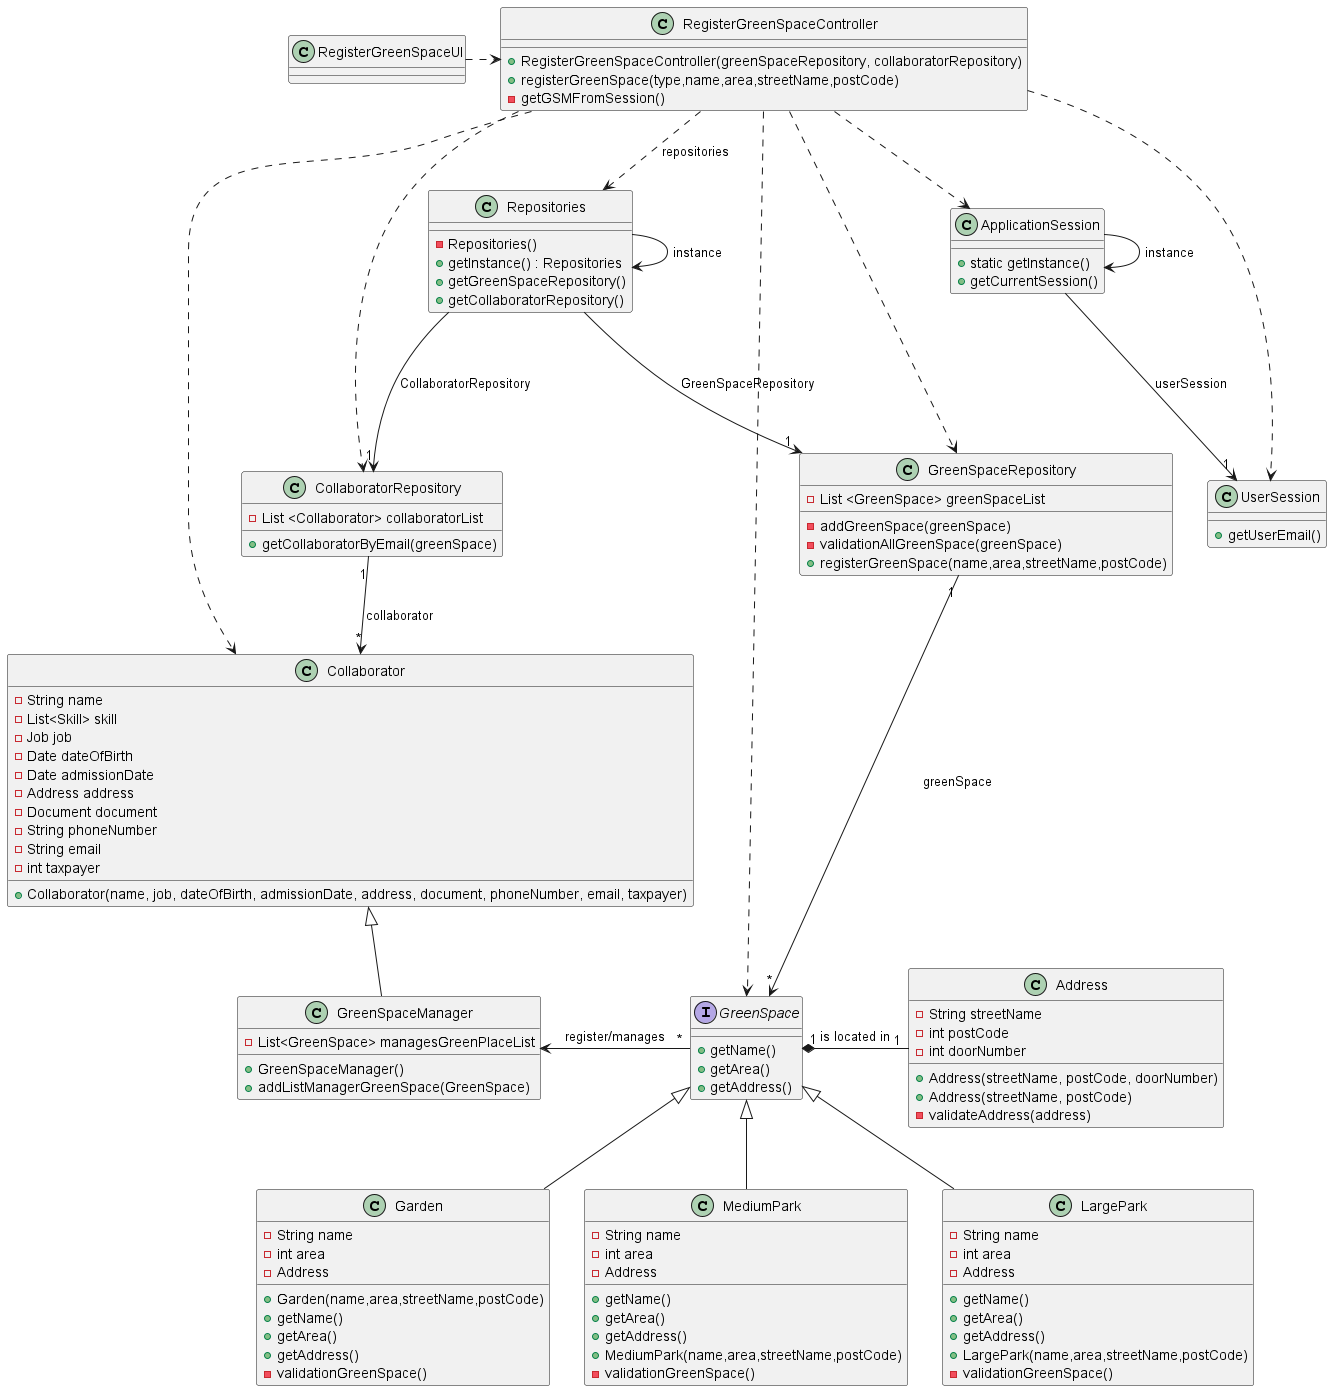 C RegisterGreenSpaceController
RegisterGreenSpaceController(greenSpaceRepository, collaboratorRepository)
registerGreenSpace(type,name,area,streetName,postCode)
getGSMFromSession()
C RegisterGreenSpaceUI
repositories
C Repositories
Repositories()
getInstance() : Repositories
getGreenSpaceRepository()
getCollaboratorRepository()
instance
C ApplicationSession
static getInstance()
getCurrentSession()
instance
CollaboratorRepository
GreenSpaceRepository
userSession
1
1
1
C CollaboratorRepository
List <Collaborator> collaboratorList
getCollaboratorByEmail(greenSpace)
C GreenSpaceRepository
List <GreenSpace> greenSpaceList
addGreenSpace(greenSpace)
validationAllGreenSpace(greenSpace)
registerGreenSpace(name,area,streetName,postCode)
C UserSession
getUserEmail()
1
collaborator
*
1
greenSpace
*
C Collaborator
String name
List<Skill> skill
Job job
Date dateOfBirth
Date admissionDate
Address address
Document document
String phoneNumber
String email
int taxpayer
Collaborator(name, job, dateOfBirth, admissionDate, address, document, phoneNumber, email, taxpayer)
C GreenSpaceManager
List<GreenSpace> managesGreenPlaceList
GreenSpaceManager()
addListManagerGreenSpace(GreenSpace)
register/manages *
I GreenSpace
getName()
getArea()
getAddress()
1 is located in 1
C Address
String streetName
int postCode
int doorNumber
Address(streetName, postCode, doorNumber)
Address(streetName, postCode)
validateAddress(address)
C Garden
String name
int area
Address
Garden(name,area,streetName,postCode)
getName()
getArea()
getAddress()
validationGreenSpace()
C MediumPark
String name
int area
Address
getName()
getArea()
getAddress()
MediumPark(name,area,streetName,postCode)
validationGreenSpace()
C LargePark
String name
int area
Address
getName()
getArea()
getAddress()
LargePark(name,area,streetName,postCode)
validationGreenSpace()